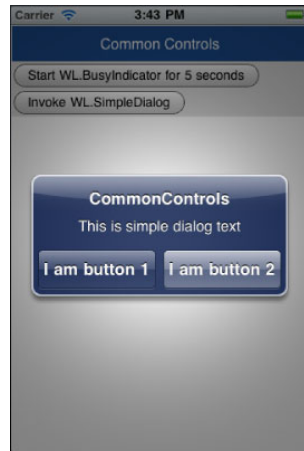 Carrier 3:43 PM
Common Controls
Start WL.BusyIndicator for 5 seconds
Invoke WL.SimpleDialog
CommonControls
This is simple dialog text
I am button 1 I am button 2